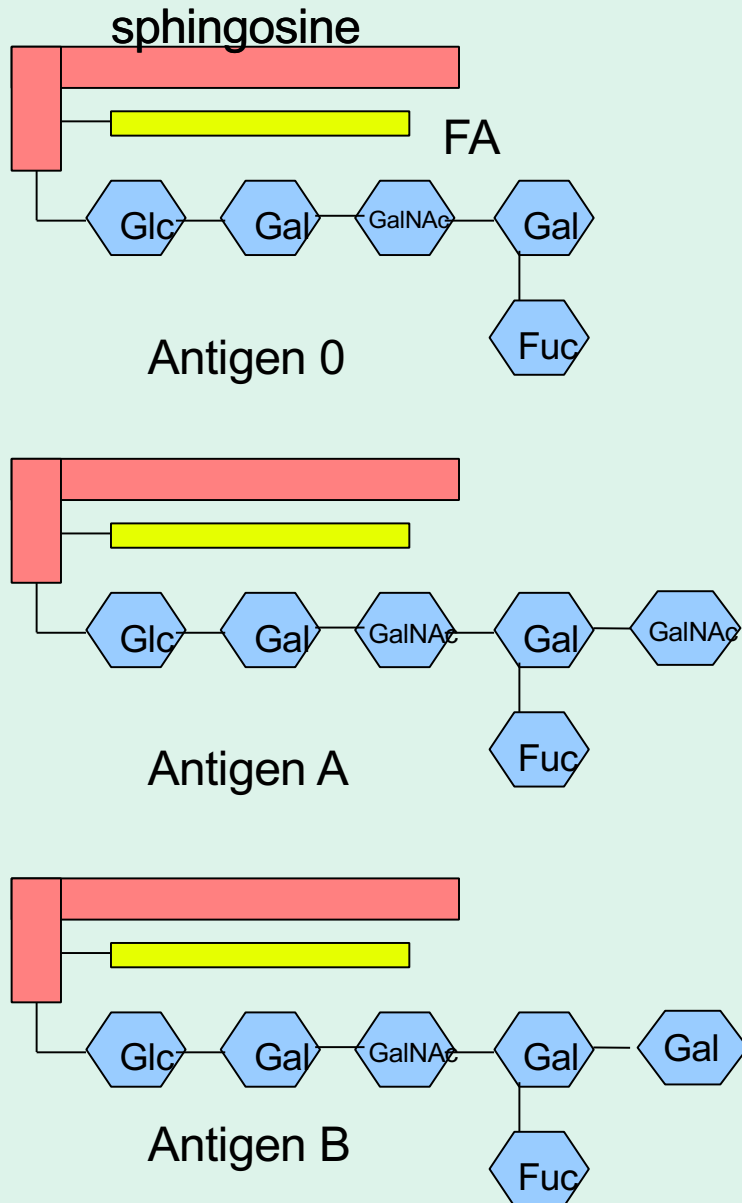 sphingosine
FA
Glc Gal GalNAc Gal
Fuc
Antigen 0
Glc Gal GalNAc Gal GalNAc
Fuc
Antigen A
Glc Gal GalNAc Gal Gal
Antigen B
Fuc